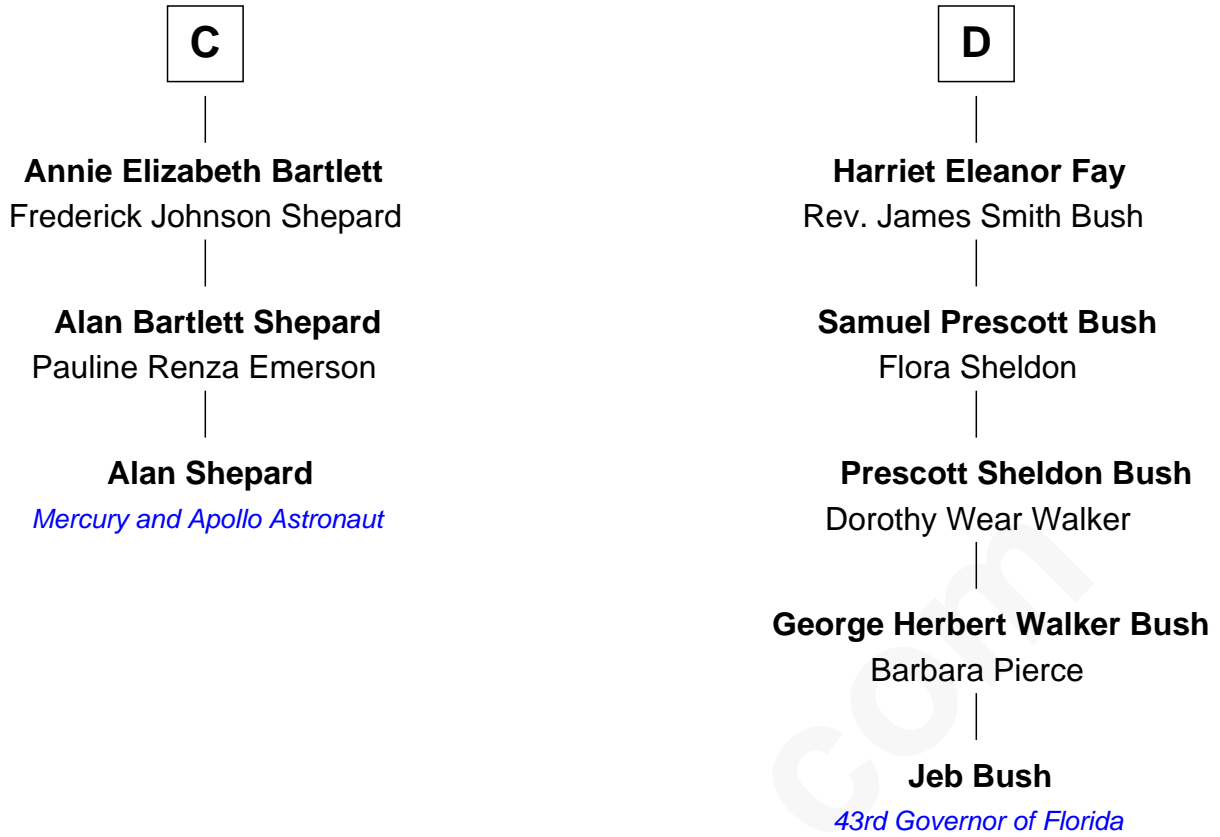 C
Annie Elizabeth Bartlett
Frederick Johnson Shepard
Alan Bartlett Shepard
Pauline Renza Emerson
Alan Shepard
Mercury and Apollo Astronaut
D
Harriet Eleanor Fay
Rev. James Smith Bush
Samuel Prescott Bush
Flora Sheldon
Prescott Sheldon Bush
Dorothy Wear Walker
George Herbert Walker Bush
Barbara Pierce
Jeb Bush
43rd Governor of Florida
com